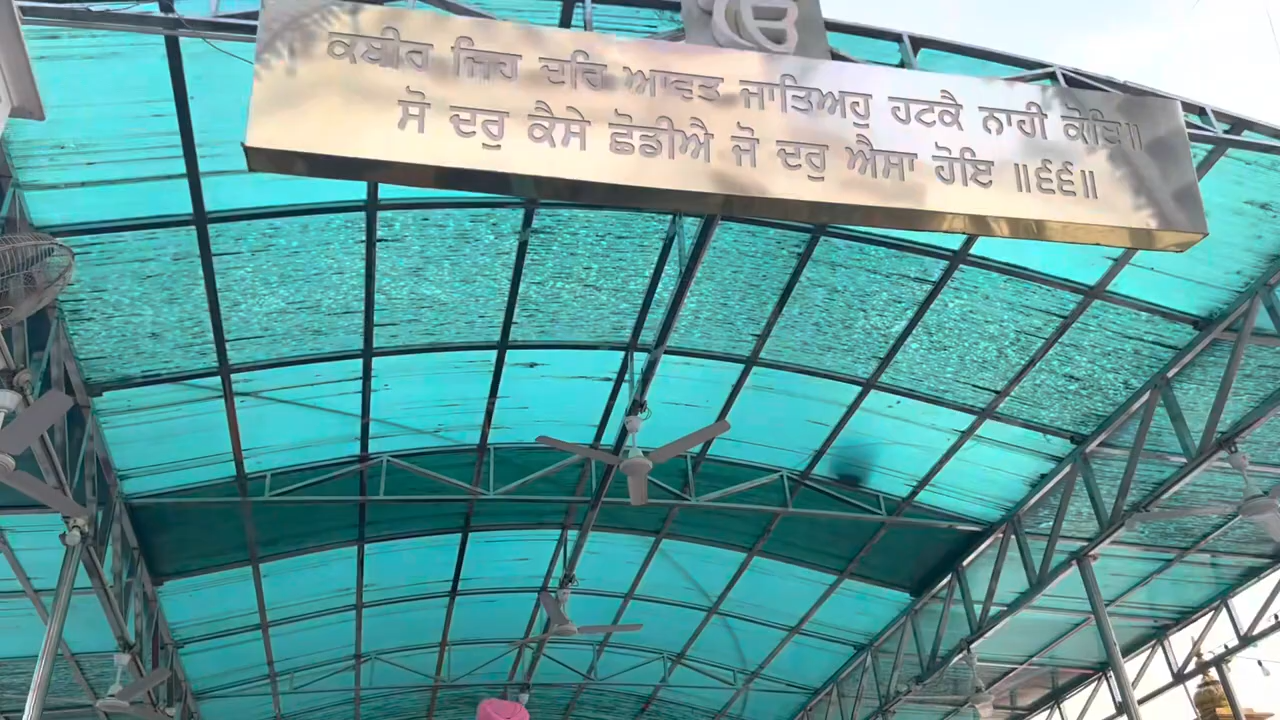 ੴ
ਕਬੀਰ ਜਿਹ ਦਰਿ ਆਵਤ ਜਾਤਿਅਹੁ ਹਟਕੈ ਨਾਹੀ ਕੋਇ॥
ਸੋ ਦਰੁ ਕੈਸੇ ਛੋਡੀਐ ਜੋ ਦਰੁ ਐਸਾ ਹੋਇ ॥੬੬॥